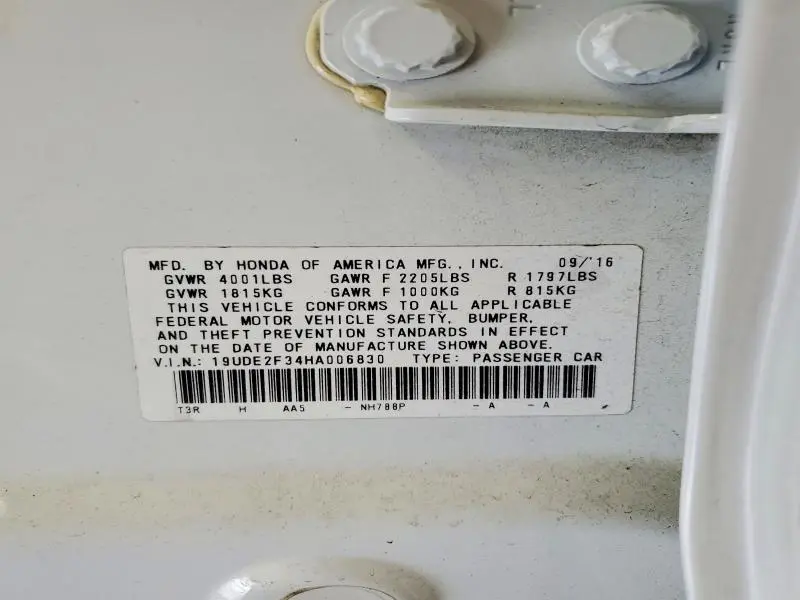 MFD. BY HONDA OF AMERICA MFG., INC. 09/'16
GVWR 4001LBS GAWR F 2205LBS R 1797LBS
GVWR 1815KG GAWR F 1000KG R 815KG
THIS VEHICLE CONFORMS TO ALL APPLICABLE
FEDERAL MOTOR VEHICLE SAFETY, BUMPER,
AND THEFT PREVENTION STANDARDS IN EFFECT
ON THE DATE OF MANUFACTURE SHOWN ABOVE.
V.I.N.: 19UDE2F34HA006830 TYPE: PASSENGER CAR
T3R H AA5 - NH788P - A - A